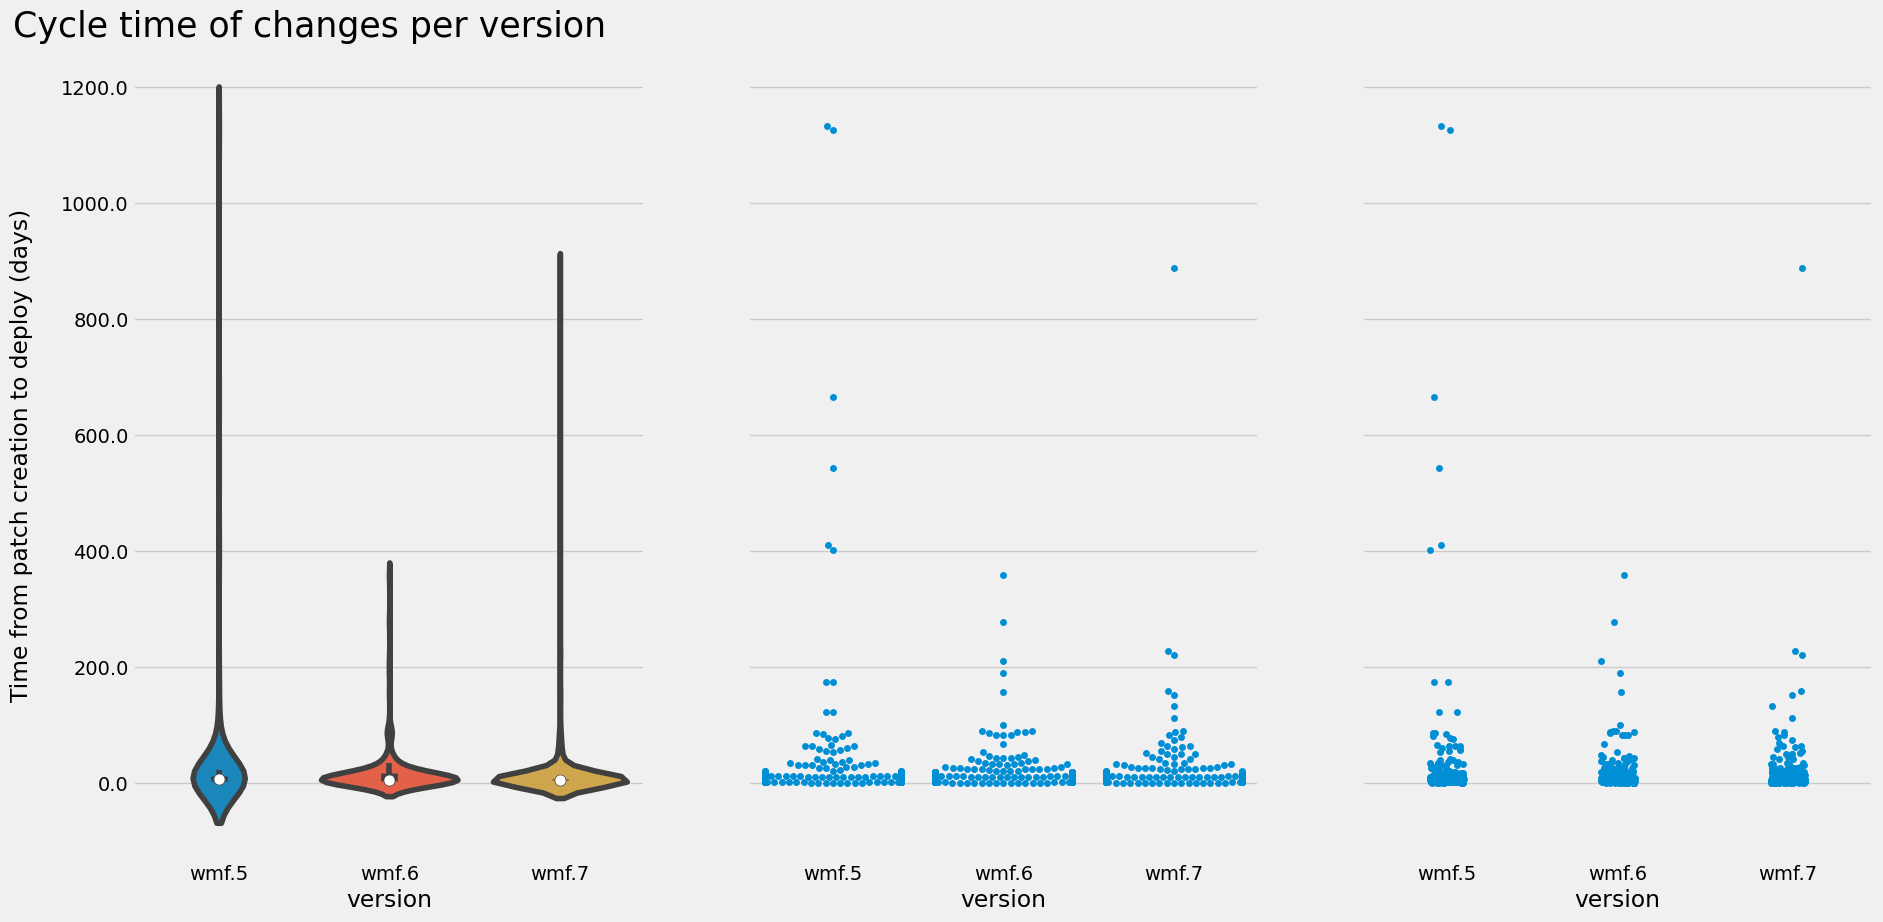 Cycle time of changes per version
Time from patch creation to deploy (days)
1200.0
1000.0
800.0
600.0
400.0
200.0
0.0
wmf.5 wmf.6 wmf.7
version
wmf.5 wmf.6 wmf.7
version
wmf.5 wmf.6 wmf.7
version